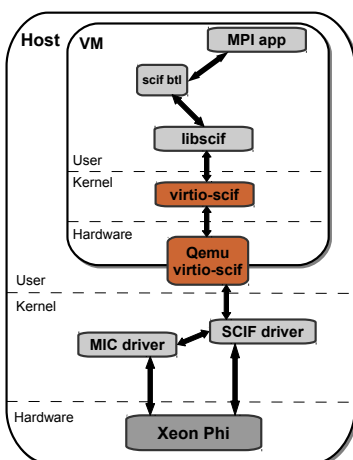 Host
VM
MPI app
scif btl
libscif
User
Kernel
virtio-scif
Hardware
Qemu
virtio-scif
User
Kernel
SCIF driver
MIC driver
Hardware
Xeon Phi